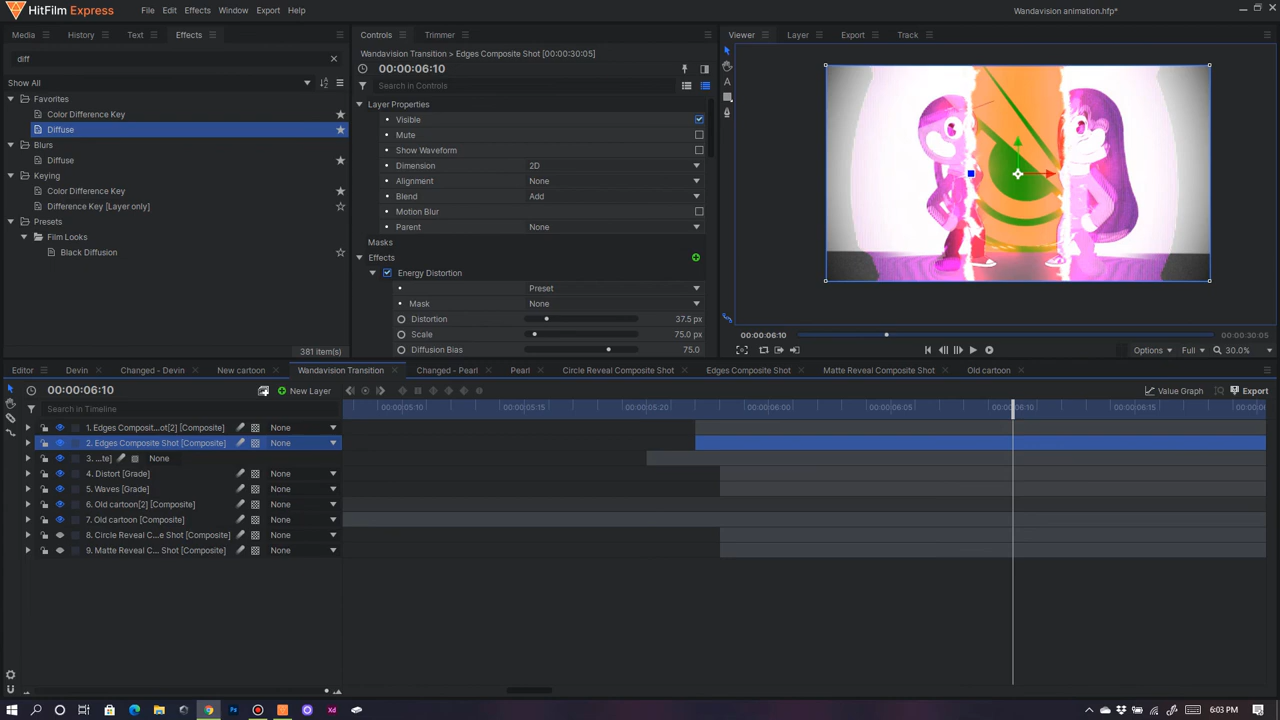 HitFilm Express File Edit Effects Window Export Help Wandavision animation.hfp*
Media History Text Effects
diff
Show All
Favorites
Color Difference Key
Diffuse
Blurs
Diffuse
Keying
Color Difference Key
Difference Key [Layer only]
Presets
Film Looks
Black Diffusion
381 item(s)
Controls Trimmer
Wandavision Transition > Edges Composite Shot [00:00:30:05]
00:00:06:10
Search in Controls
Layer Properties
Visible
Mute
Show Waveform
Dimension 2D
Alignment None
Blend Add
Motion Blur
Parent None
Masks
Effects
Energy Distortion
Preset
Mask None
Distortion 37.5 px
Scale 75.0 px
Diffusion Bias 75.0
Viewer Layer Export Track
00:00:06:10 00:00:30:05
Options Full 30.0%
Editor Devin Changed - Devin New cartoon Wandavision Transition Changed - Pearl Pearl Circle Reveal Composite Shot Edges Composite Shot Matte Reveal Composite Shot Old cartoon
00:00:06:10 New Layer Value Graph Export
Search in Timeline 00:00:05:10 00:00:05:15 00:00:05:20 00:00:06:00 00:00:06:05 00:00:06:10 00:00:06:15
1. Edges Composit...ot[2] [Composite] None
2. Edges Composite Shot [Composite] None
3. ...te] None
4. Distort [Grade] None
5. Waves [Grade] None
6. Old cartoon[2] [Composite] None
7. Old cartoon [Composite] None
8. Circle Reveal C...e Shot [Composite] None
9. Matte Reveal C... Shot [Composite] None
Ps Xd 6:03 PM